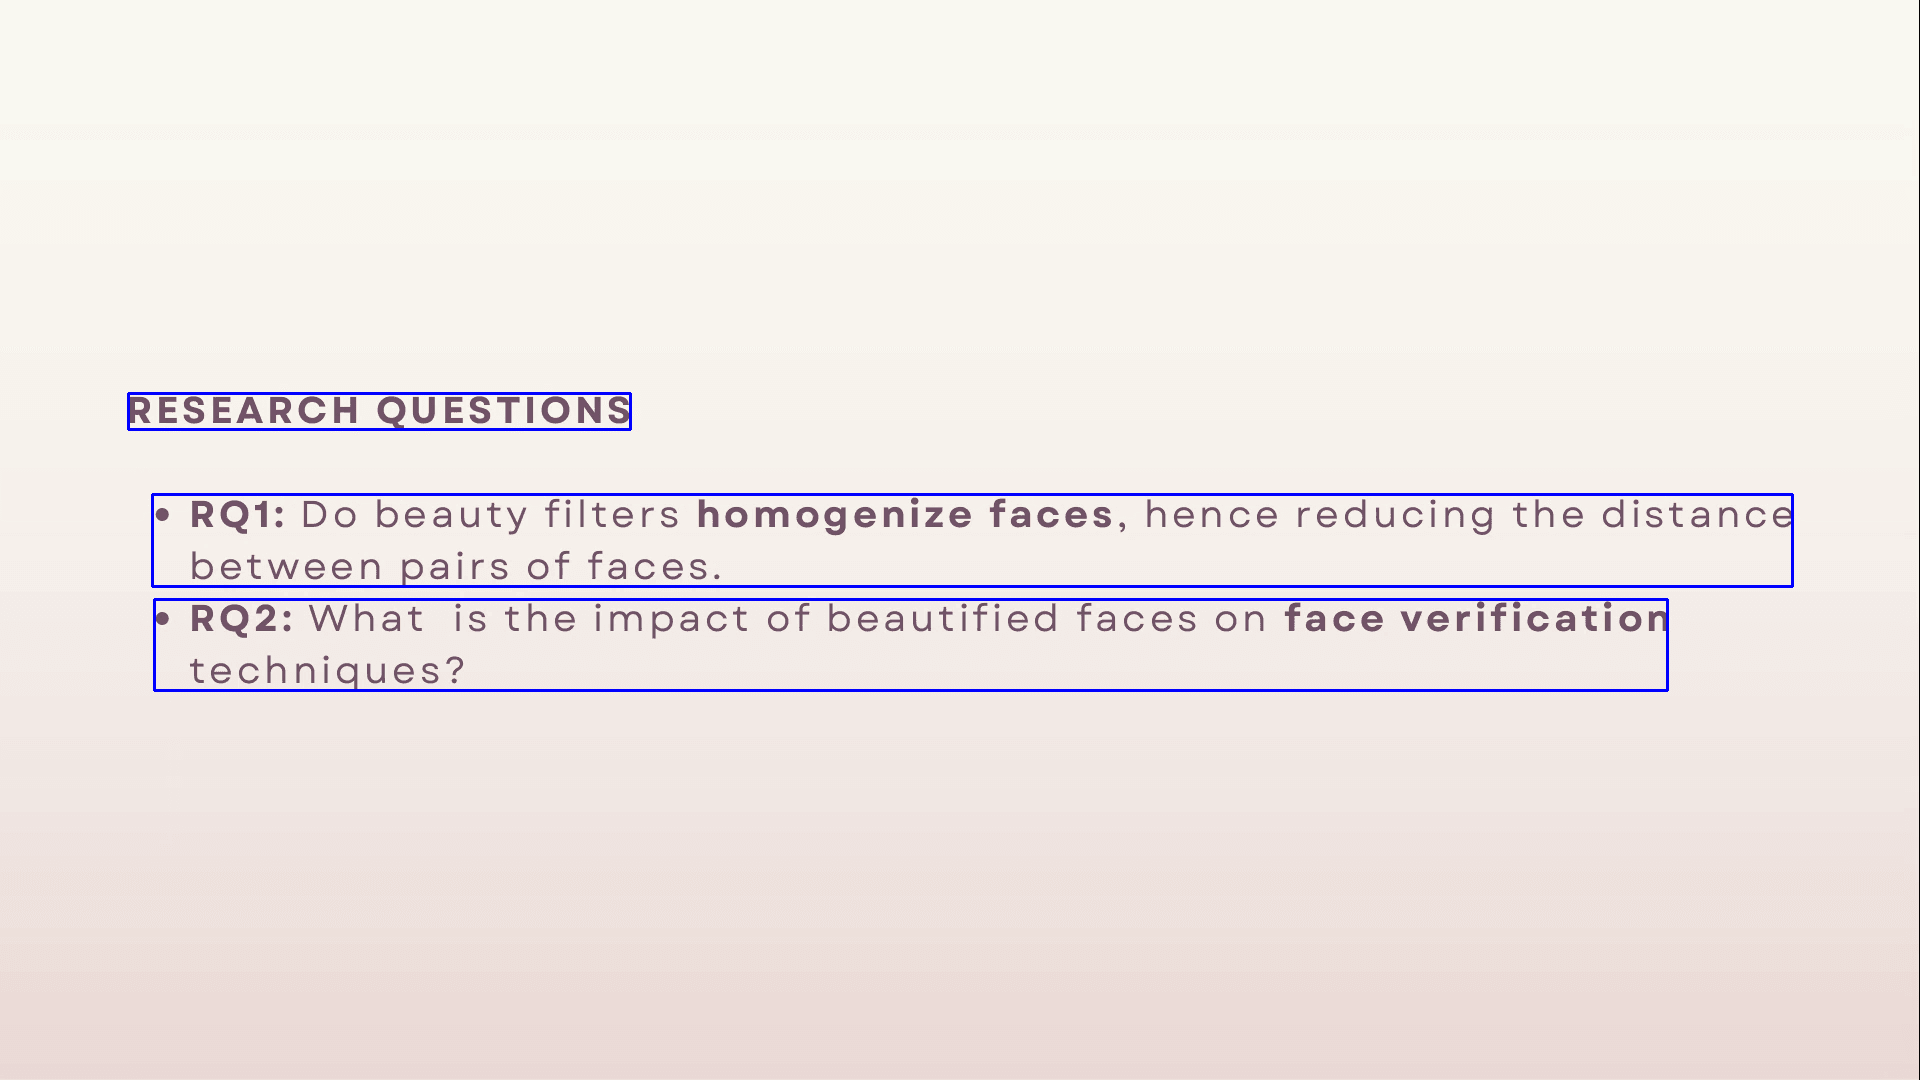 RESEARCH QUESTIONS
• RQ1: Do beauty filters homogenize faces, hence reducing the distance
between pairs of faces.
• RQ2: What  is the impact of beautified faces on face verification
techniques?